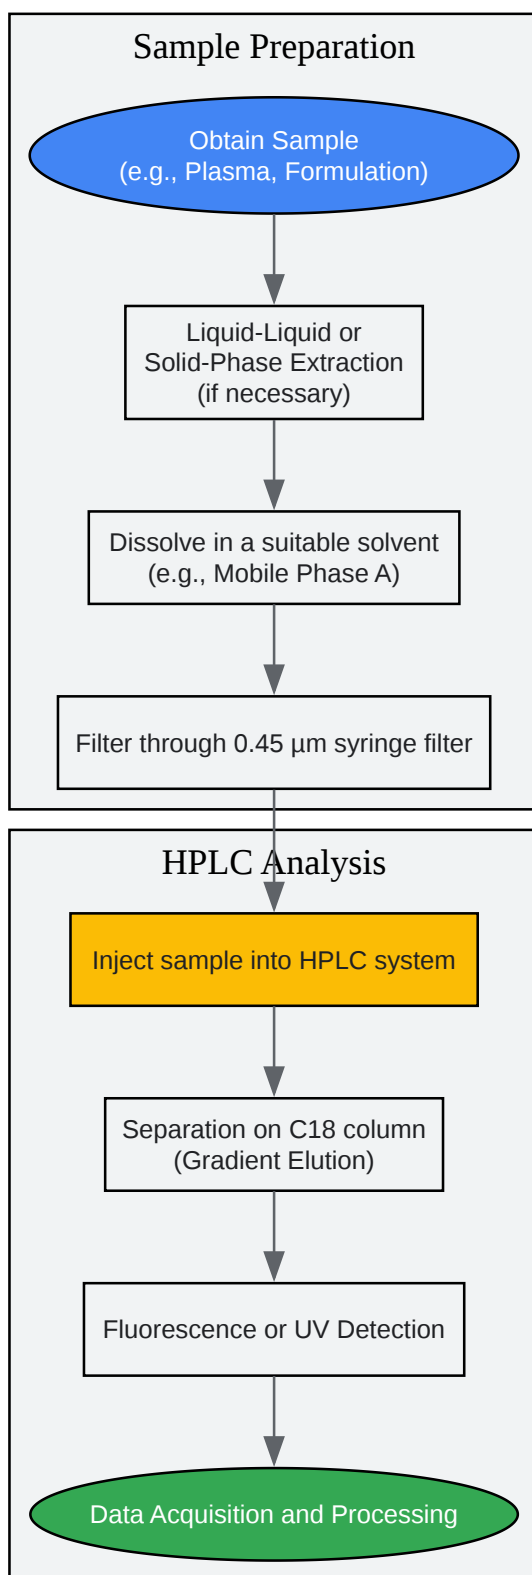 Sample Preparation
Obtain Sample
(e.g., Plasma, Formulation)
Liquid-Liquid or
Solid-Phase Extraction
(if necessary)
Dissolve in a suitable solvent
(e.g., Mobile Phase A)
Filter through 0.45 µm syringe filter
HPLC Analysis
Inject sample into HPLC system
Separation on C18 column
(Gradient Elution)
Fluorescence or UV Detection
Data Acquisition and Processing